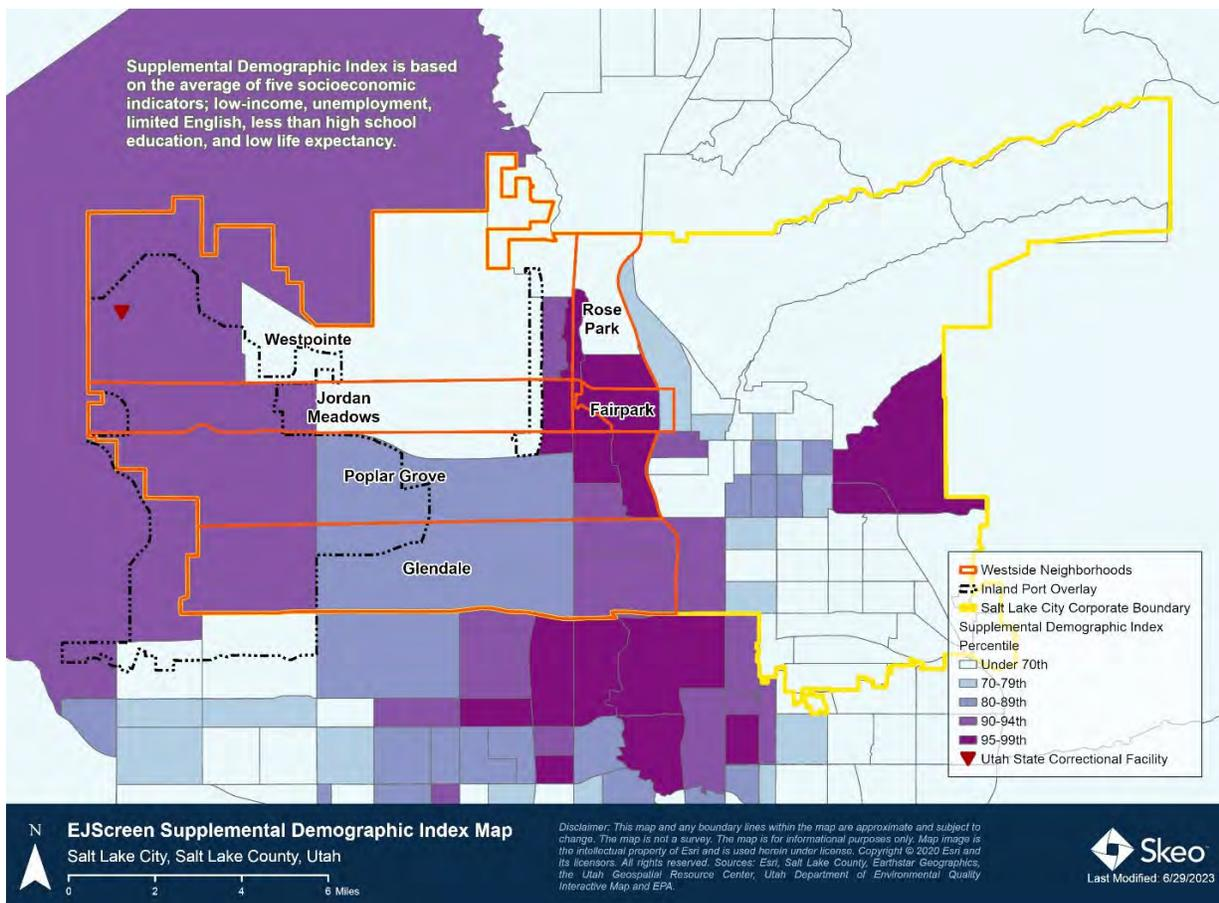 Supplemental Demographic Index is based
on the average of five socioeconomic
indicators; low-income, unemployment,
limited English, less than high school
education, and low life expectancy.
Rose
Park
Westpointe
Jordan
Meadows
Fairpark
Poplar Grove
Glendale
Westside Neighborhoods
Inland Port Overlay
Salt Lake City Corporate Boundary
Supplemental Demographic Index
Percentile
Under 70th
70-79th
80-89th
90-94th
95-99th
Utah State Correctional Facility
N
EJScreen Supplemental Demographic Index Map
Salt Lake City, Salt Lake County, Utah
0 2 4 6 Miles
Disclaimer: This map and any boundary lines within the map are approximate and subject to
change. The map is not a survey. The map is for informational purposes only. Map image is
the intellectual property of Esri and is used herein under license. Copyright © 2020 Esri and
its licensors. All rights reserved. Sources: Esri, Salt Lake County, Earthstar Geographics,
the Utah Geospatial Resource Center, Utah Department of Environmental Quality
Interactive Map and EPA.
Skeo
Last Modified: 6/29/2023